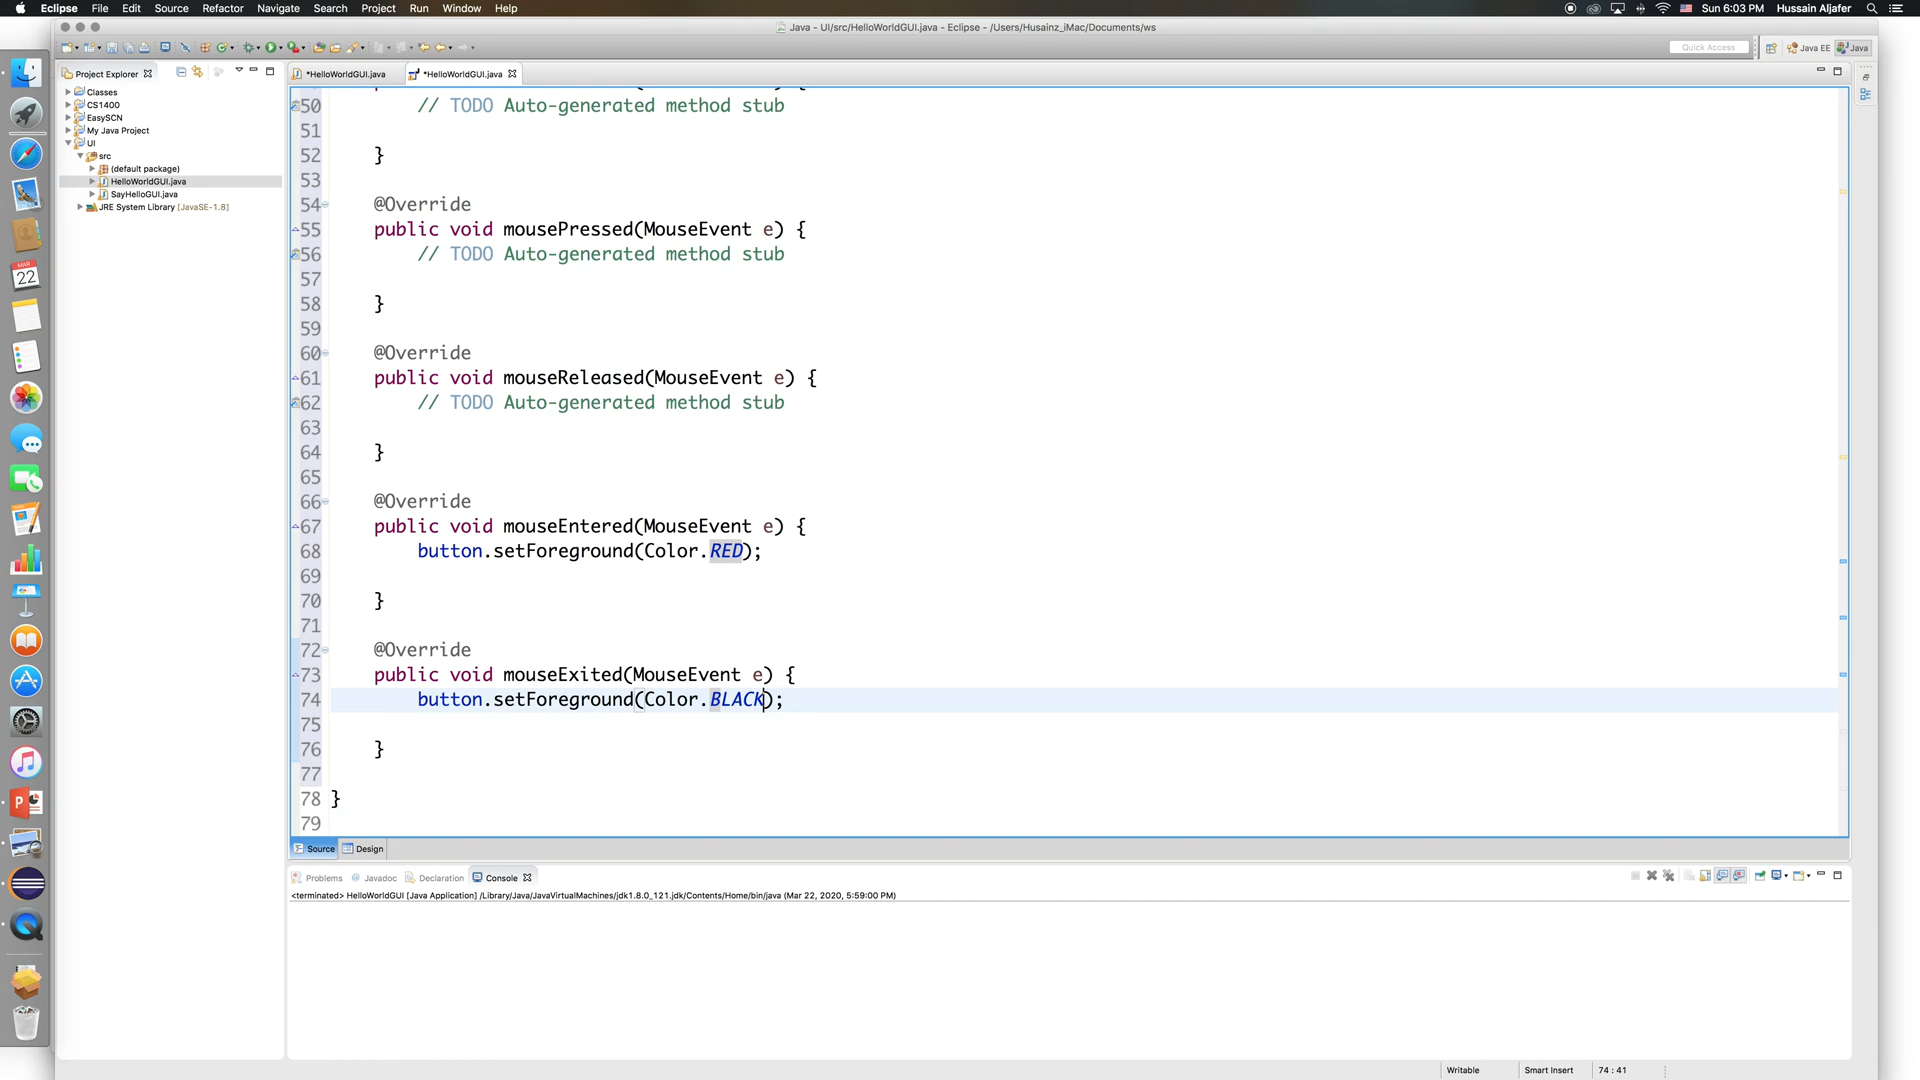 Eclipse File Edit Source Refactor Navigate Search Project Run Window Help Sun 6:03 PM Hussain Aljafer
Java - UI/src/HelloWorldGUI.java - Eclipse - /Users/Husainz_iMac/Documents/ws
Quick Access Java EE Java
Project Explorer
*HelloWorldGUI.java *HelloWorldGUI.java
Classes
CS1400
EasySCN
My Java Project
UI
src
(default package)
HelloWorldGUI.java
SayHelloGUI.java
JRE System Library [JavaSE-1.8]
MAR
22
50 // TODO Auto-generated method stub
51
52 }
53
54 @Override
55 public void mousePressed(MouseEvent e) {
56 // TODO Auto-generated method stub
57
58 }
59
60 @Override
61 public void mouseReleased(MouseEvent e) {
62 // TODO Auto-generated method stub
63
64 }
65
66 @Override
67 public void mouseEntered(MouseEvent e) {
68 button.setForeground(Color.RED);
69
70 }
71
72 @Override
73 public void mouseExited(MouseEvent e) {
74 button.setForeground(Color.BLACK);
75
76 }
77
78 }
79
Source Design
Problems @ Javadoc Declaration Console
<terminated> HelloWorldGUI [Java Application] /Library/Java/JavaVirtualMachines/jdk1.8.0_121.jdk/Contents/Home/bin/java (Mar 22, 2020, 5:59:00 PM)
Writable Smart Insert 74 : 41